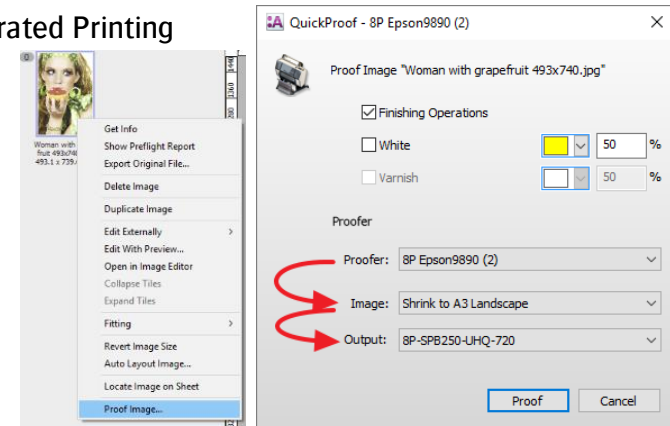 rated Printing
0
Woman with
fruit 493x740
493.1 x 739.
Get Info
Show Preflight Report
Export Original File...
Delete Image
Duplicate Image
Edit Externally
Edit With Preview...
Open in Image Editor
Collapse Tiles
Expand Tiles
Fitting
Revert Image Size
Auto Layout Image...
Locate Image on Sheet
Proof Image...
:A QuickProof - 8P Epson9890 (2)
Proof Image "Woman with grapefruit 493x740.jpg"
Finishing Operations
White 50 %
Varnish 50 %
Proofer
Proofer: 8P Epson9890 (2)
Image: Shrink to A3 Landscape
Output: 8P-SPB250-UHQ-720
Proof Cancel